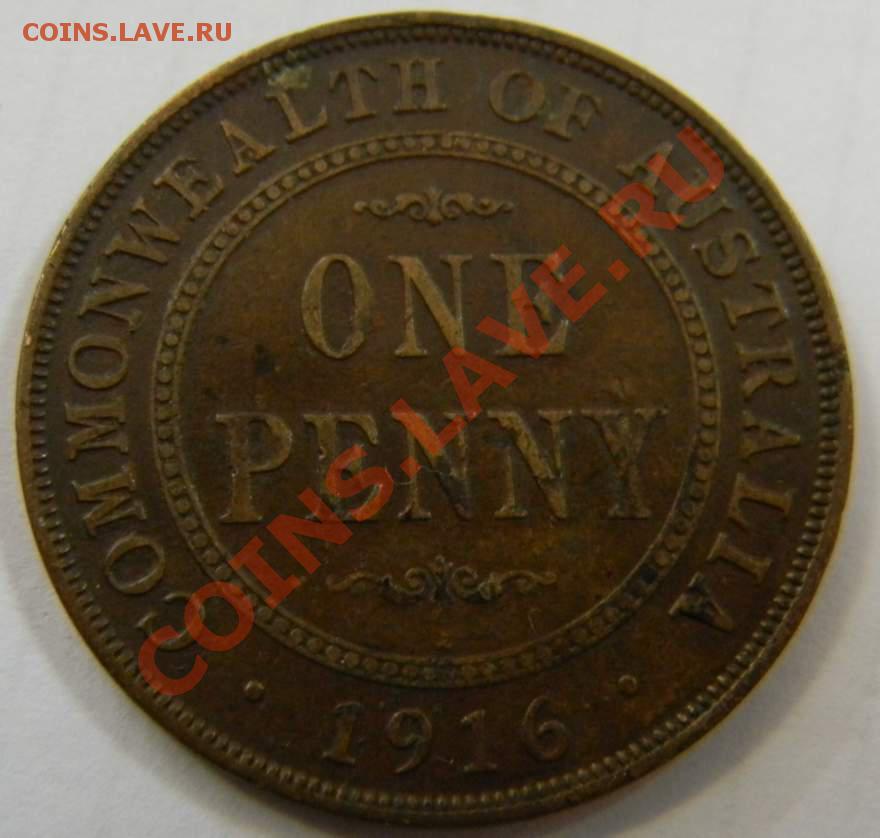 COINS.LAVE.RU
COMMONWEALTH OF AUSTRALIA
ONE
PENNY
· 1916 ·
COINS.LAVE.RU